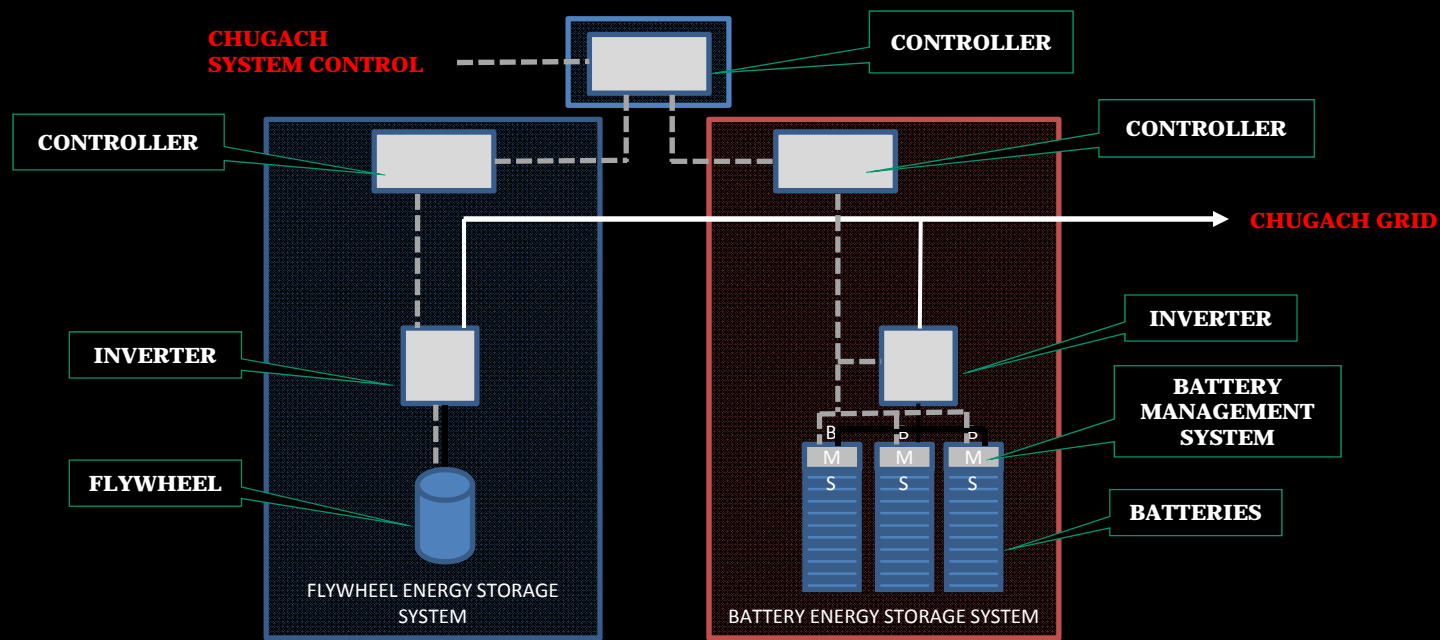 CHUGACH
SYSTEM CONTROL
CONTROLLER
CONTROLLER
CONTROLLER
CHUGACH GRID
INVERTER
INVERTER
BATTERY
MANAGEMENT
SYSTEM
B B B
M M M
S S S
FLYWHEEL
BATTERIES
FLYWHEEL ENERGY STORAGE
SYSTEM
BATTERY ENERGY STORAGE SYSTEM